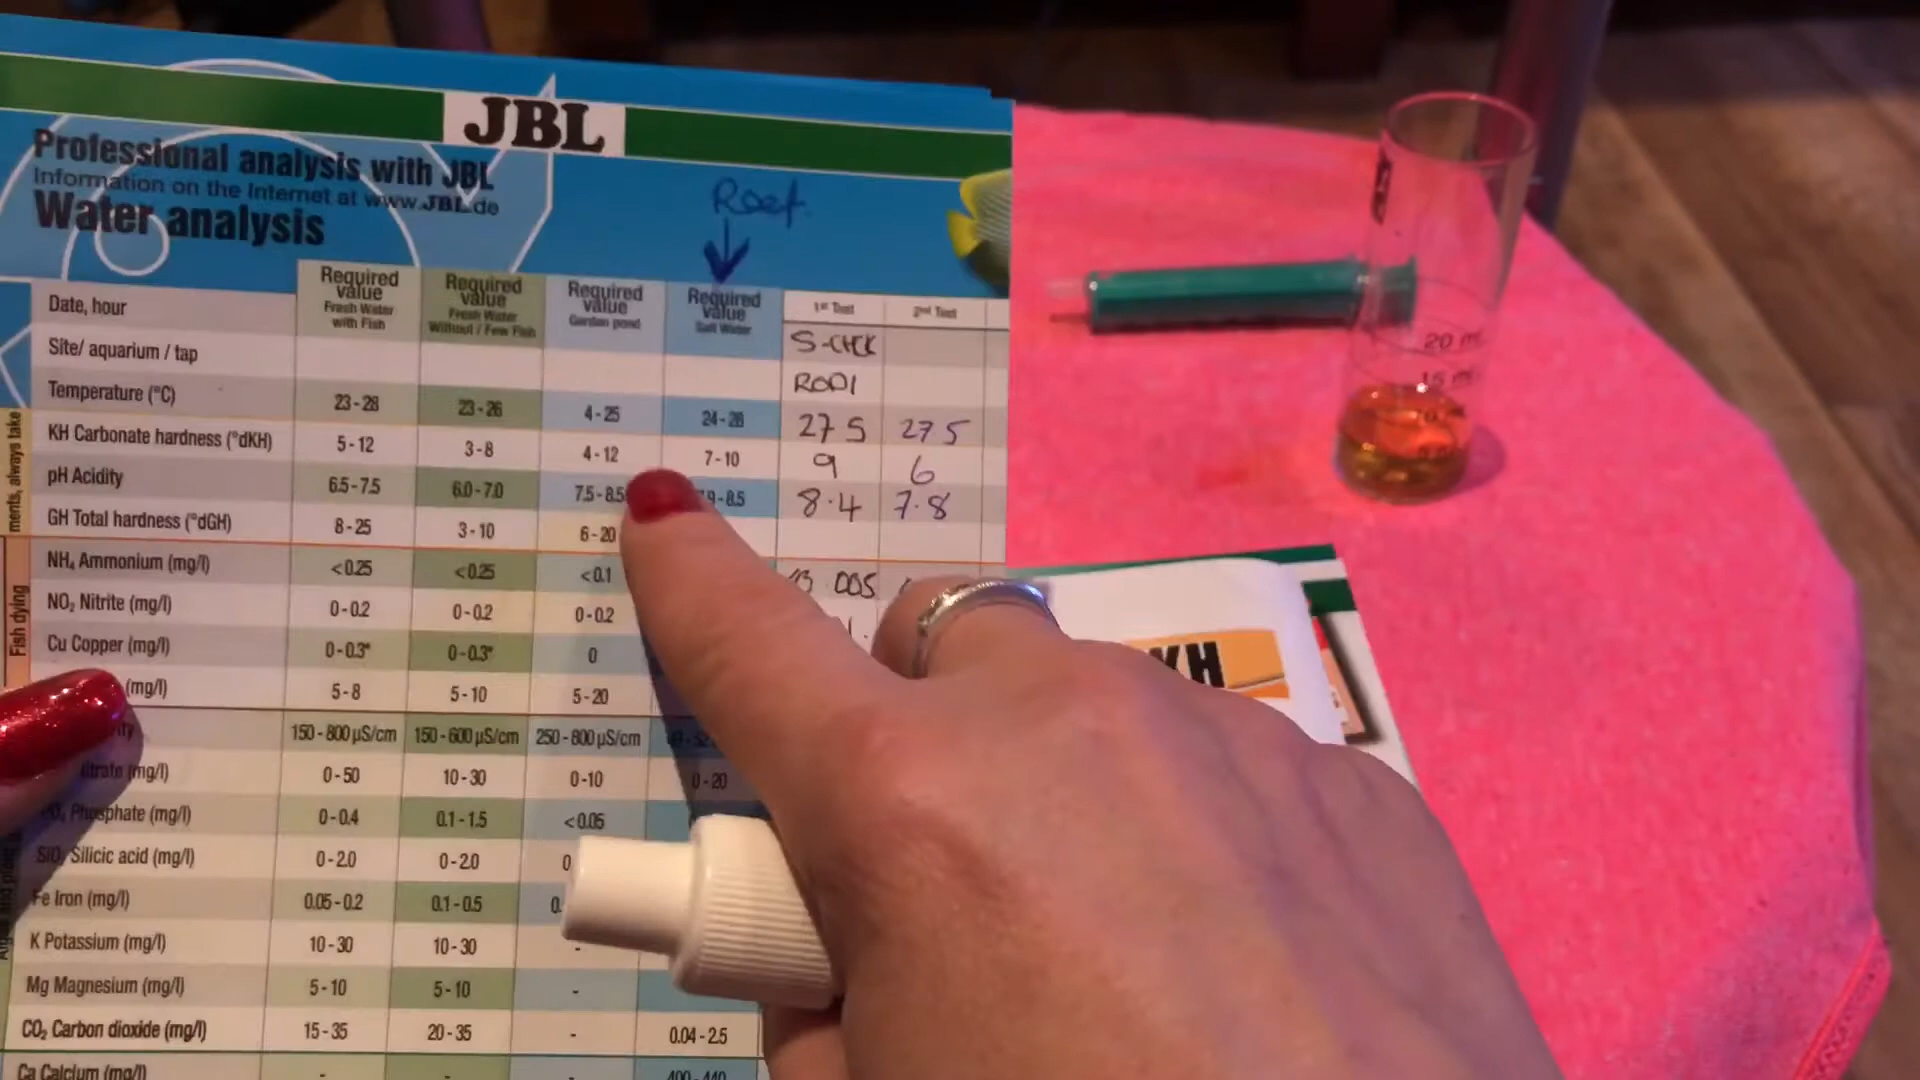 JBL
Professional analysis with JBL
Information on the Internet at www.JBL.de
Water analysis
Reef
Date, hour Required value Fresh Water with Fish Required value Fresh Water Without / Few Fish Required value Garden pond Required value Salt Water 1st Test 2nd Test
Site/ aquarium / tap
RODI
Temperature (°C) 23 - 28 23 - 26 4 - 25 24 - 28 27 5 27 5
KH Carbonate hardness (°dKH) 5 - 12 3 - 8 4 - 12 7 - 10 9 6
pH Acidity 6.5 - 7.5 6.0 - 7.0 7.5 - 8.5 9 - 8.5 8.4 7.8
GH Total hardness (°dGH) 8 - 25 3 - 10 6 - 20
NH₄ Ammonium (mg/l) <0.25 <0.25 <0.1
NO₂ Nitrite (mg/l) 0 - 0.2 0 - 0.2 0 - 0.2
Cu Copper (mg/l) 0 - 0.3* 0 - 0.3* 0
(mg/l) 5 - 8 5 - 10 5 - 20
150 - 800 µS/cm 150 - 600 µS/cm 250 - 800 µS/cm
(mg/l) 0 - 50 10 - 30 0 - 10 0 - 20
Phosphate (mg/l) 0 - 0.4 0.1 - 1.5 <0.05
Silicic acid (mg/l) 0 - 2.0 0 - 2.0
Fe Iron (mg/l) 0.05 - 0.2 0.1 - 0.5
K Potassium (mg/l) 10 - 30 10 - 30 -
Mg Magnesium (mg/l) 5 - 10 5 - 10 -
CO₂ Carbon dioxide (mg/l) 15 - 35 20 - 35 - 0.04 - 2.5
Ca Calcium (mg/l) - - - 400 - 440
ments, always take
Fish dying
20 m
15 m
KH